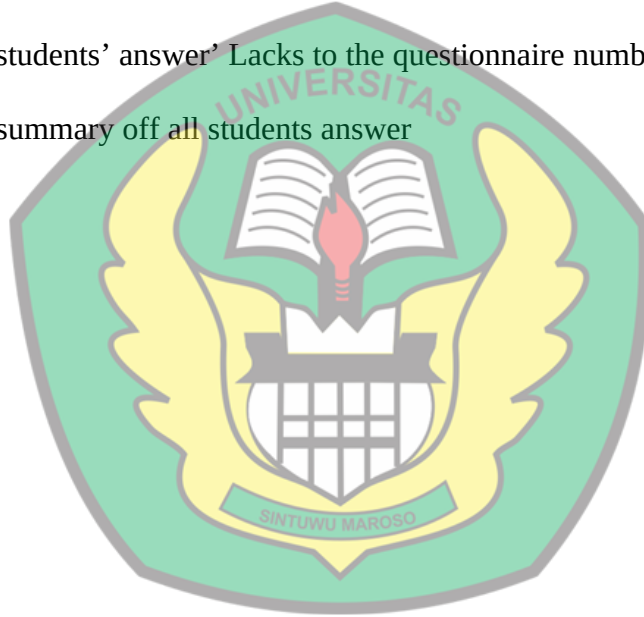 students’ answer’ Lacks to the questionnaire numb
summary off all students answer
UNIVERSITAS
SINTUWU MAROSO